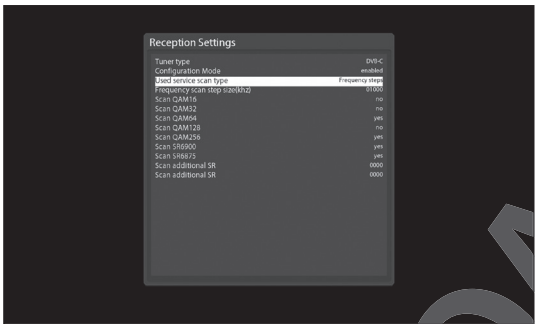 Reception Settings
Tuner type DVB-C
Configuration Mode enabled
Used service scan type Frequency steps
Frequency scan step size(khz) 01000
Scan QAM16 no
Scan QAM32 no
Scan QAM64 yes
Scan QAM128 no
Scan QAM256 yes
Scan SR6900 yes
Scan SR6875 yes
Scan additional SR 0000
Scan additional SR 0000